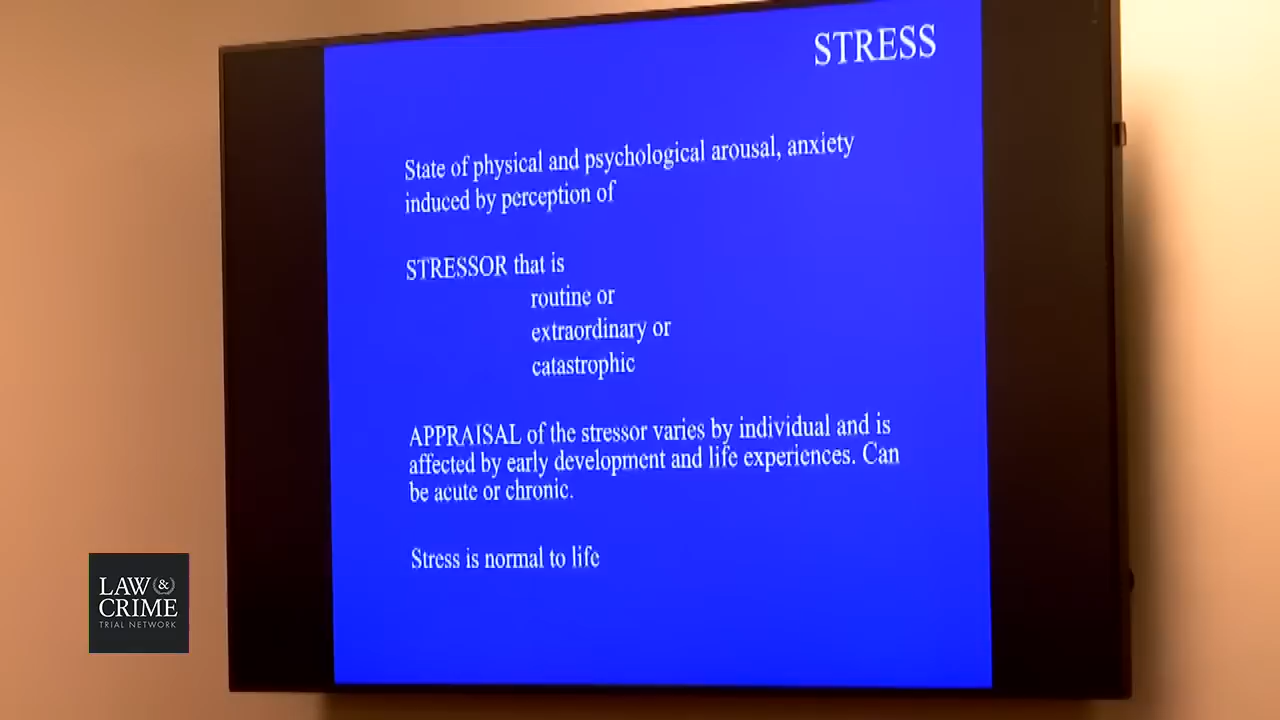 STRESS
State of physical and psychological arousal, anxiety
induced by perception of
STRESSOR that is
routine or
extraordinary or
catastrophic
APPRAISAL of the stressor varies by individual and is
affected by early development and life experiences. Can
be acute or chronic.
Stress is normal to life
LAW &
CRIME
TRIAL NETWORK